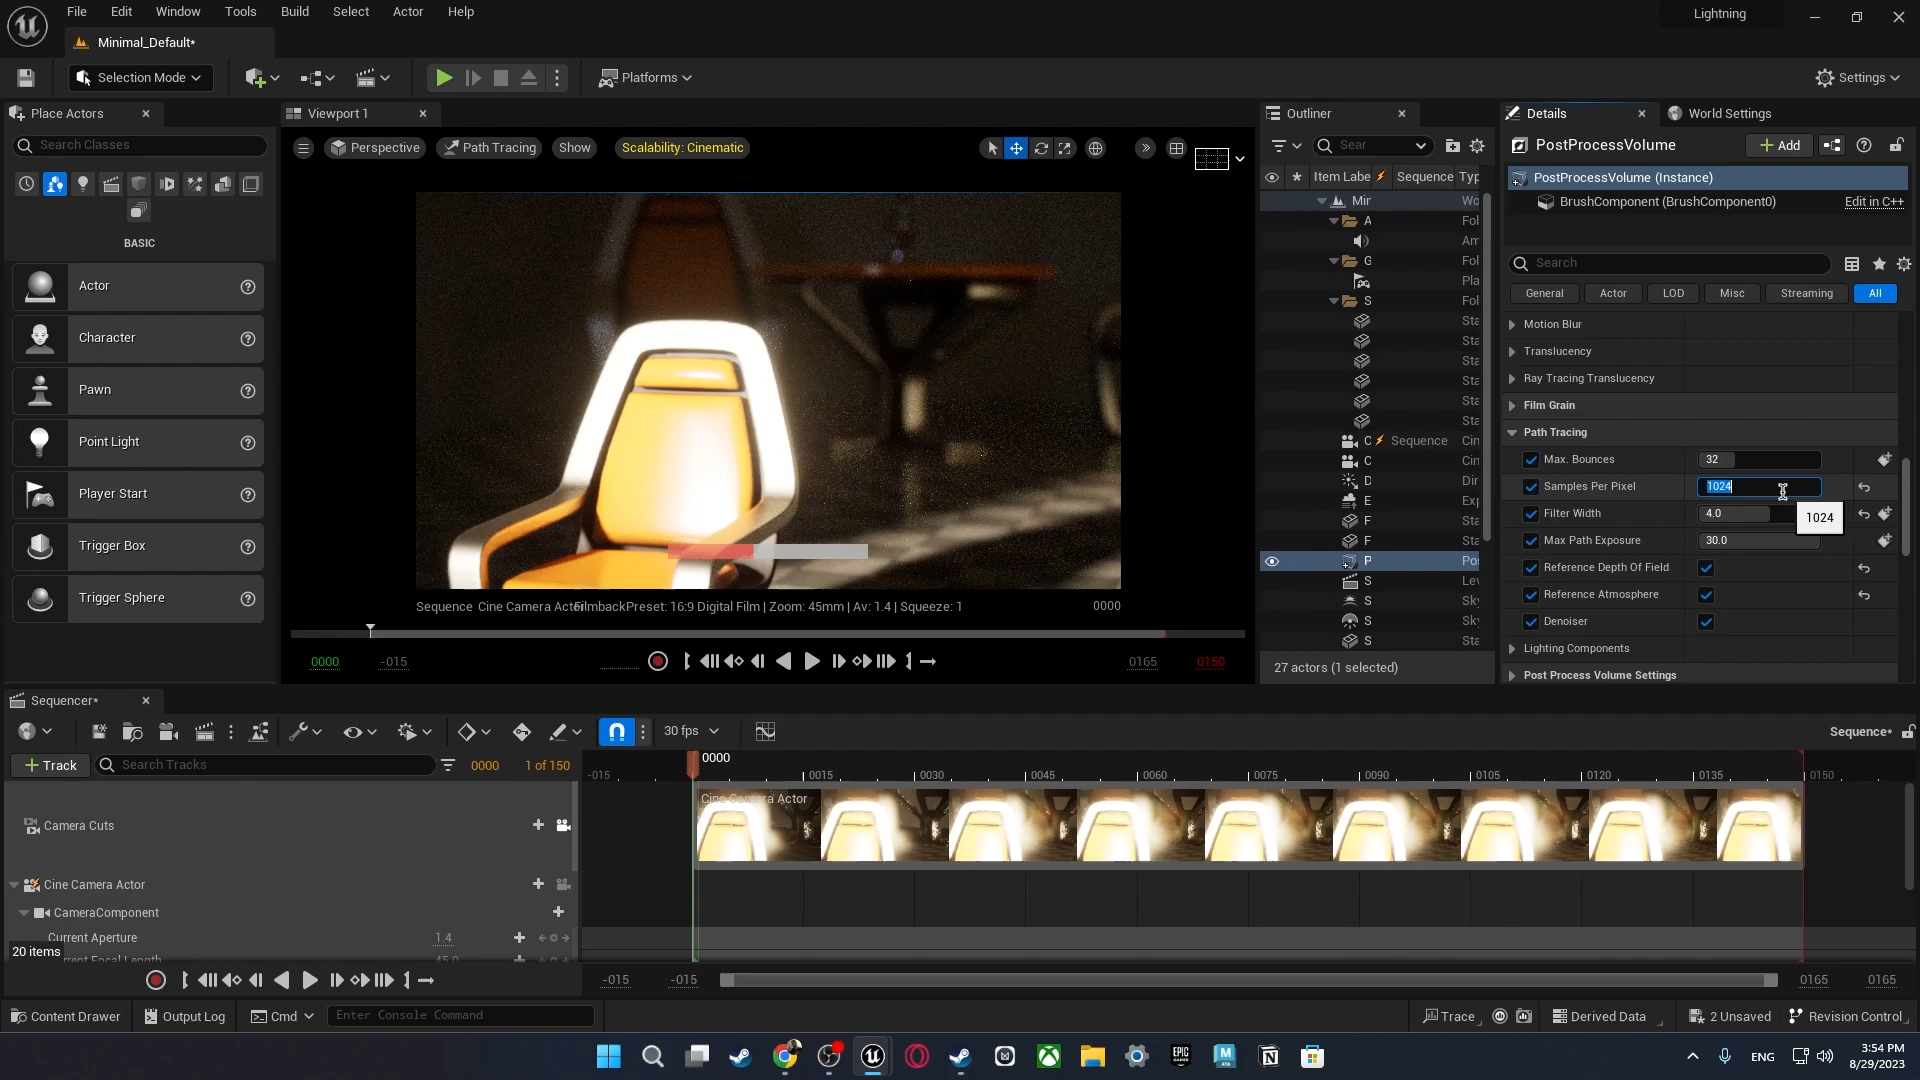 File Edit Window Tools Build Select Actor Help
Lightning
Minimal_Default*
Selection Mode
Platforms
Settings
Place Actors
Search Classes
BASIC
Actor
Character
Pawn
Point Light
Player Start
Trigger Box
Trigger Sphere
Viewport 1
Perspective
Path Tracing
Show
Scalability: Cinematic
Sequence Cine Camera Actor
FilmbackPreset: 16:9 Digital Film | Zoom: 45mm | Av: 1.4 | Squeeze: 1
0000
0000 -015 0165 0150
Outliner
Sear
Item Labe Sequence Typ
Mir Wo
A Fol
Am
G Fol
Pla
S Fol
Sta
Sta
Sta
Sta
Sta
Sta
C Sequence Cin
C Cin
D Dir
E Exp
F Sta
F Sta
P Pos
S Lev
S Sky
S Sky
S Sta
27 actors (1 selected)
Details
World Settings
PostProcessVolume
Add
PostProcessVolume (Instance)
BrushComponent (BrushComponent0) Edit in C++
Search
General Actor LOD Misc Streaming All
Motion Blur
Translucency
Ray Tracing Translucency
Film Grain
Path Tracing
Max. Bounces 32
Samples Per Pixel 1024
Filter Width 4.0
1024
Max Path Exposure 30.0
Reference Depth Of Field
Reference Atmosphere
Denoiser
Lighting Components
Post Process Volume Settings
Sequencer*
30 fps
Sequence*
Track
Search Tracks
0000 1 of 150
Camera Cuts
Cine Camera Actor
CameraComponent
Current Aperture 1.4
20 items
0000
-015 0015 0030 0045 0060 0075 0090 0105 0120 0135 0150
Cine Camera Actor
-015 -015 0165 0165
Content Drawer
Output Log
Cmd
Enter Console Command
Trace
Derived Data
2 Unsaved
Revision Control
EPIC GAMES
ENG
3:54 PM
8/29/2023